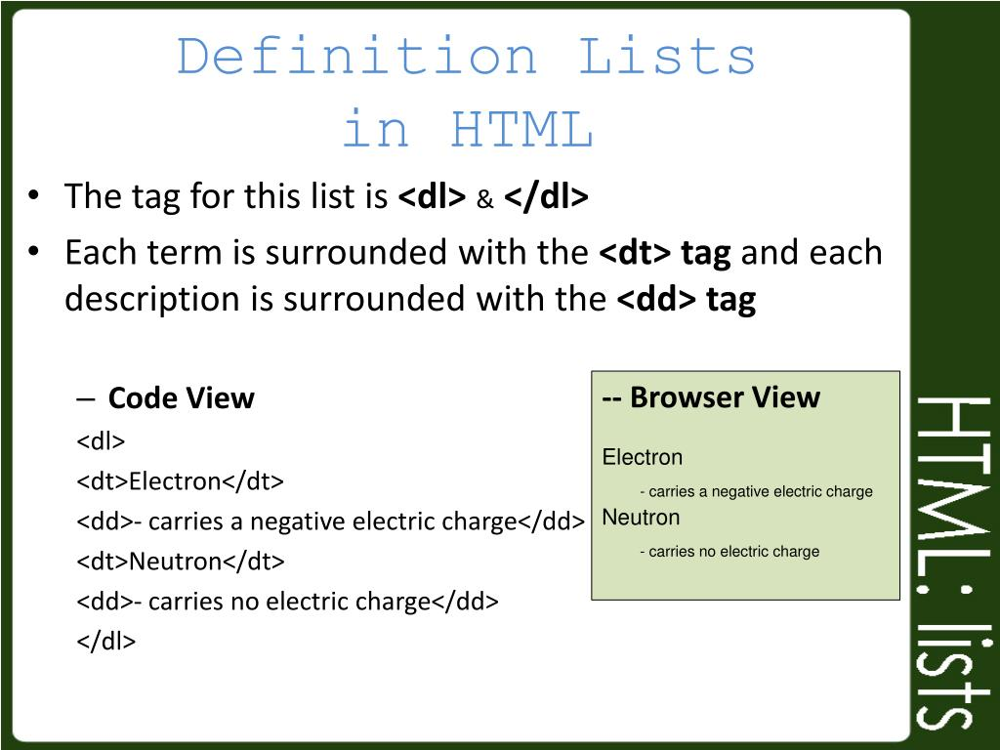 Definition Lists
in HTML
• The tag for this list is <dl> & </dl>
• Each term is surrounded with the <dt> tag and each
description is surrounded with the <dd> tag
– Code View
<dl>
<dt>Electron</dt>
<dd>- carries a negative electric charge</dd>
<dt>Neutron</dt>
<dd>- carries no electric charge</dd>
</dl>
-- Browser View
Electron
- carries a negative electric charge
Neutron
- carries no electric charge
HTML: lists